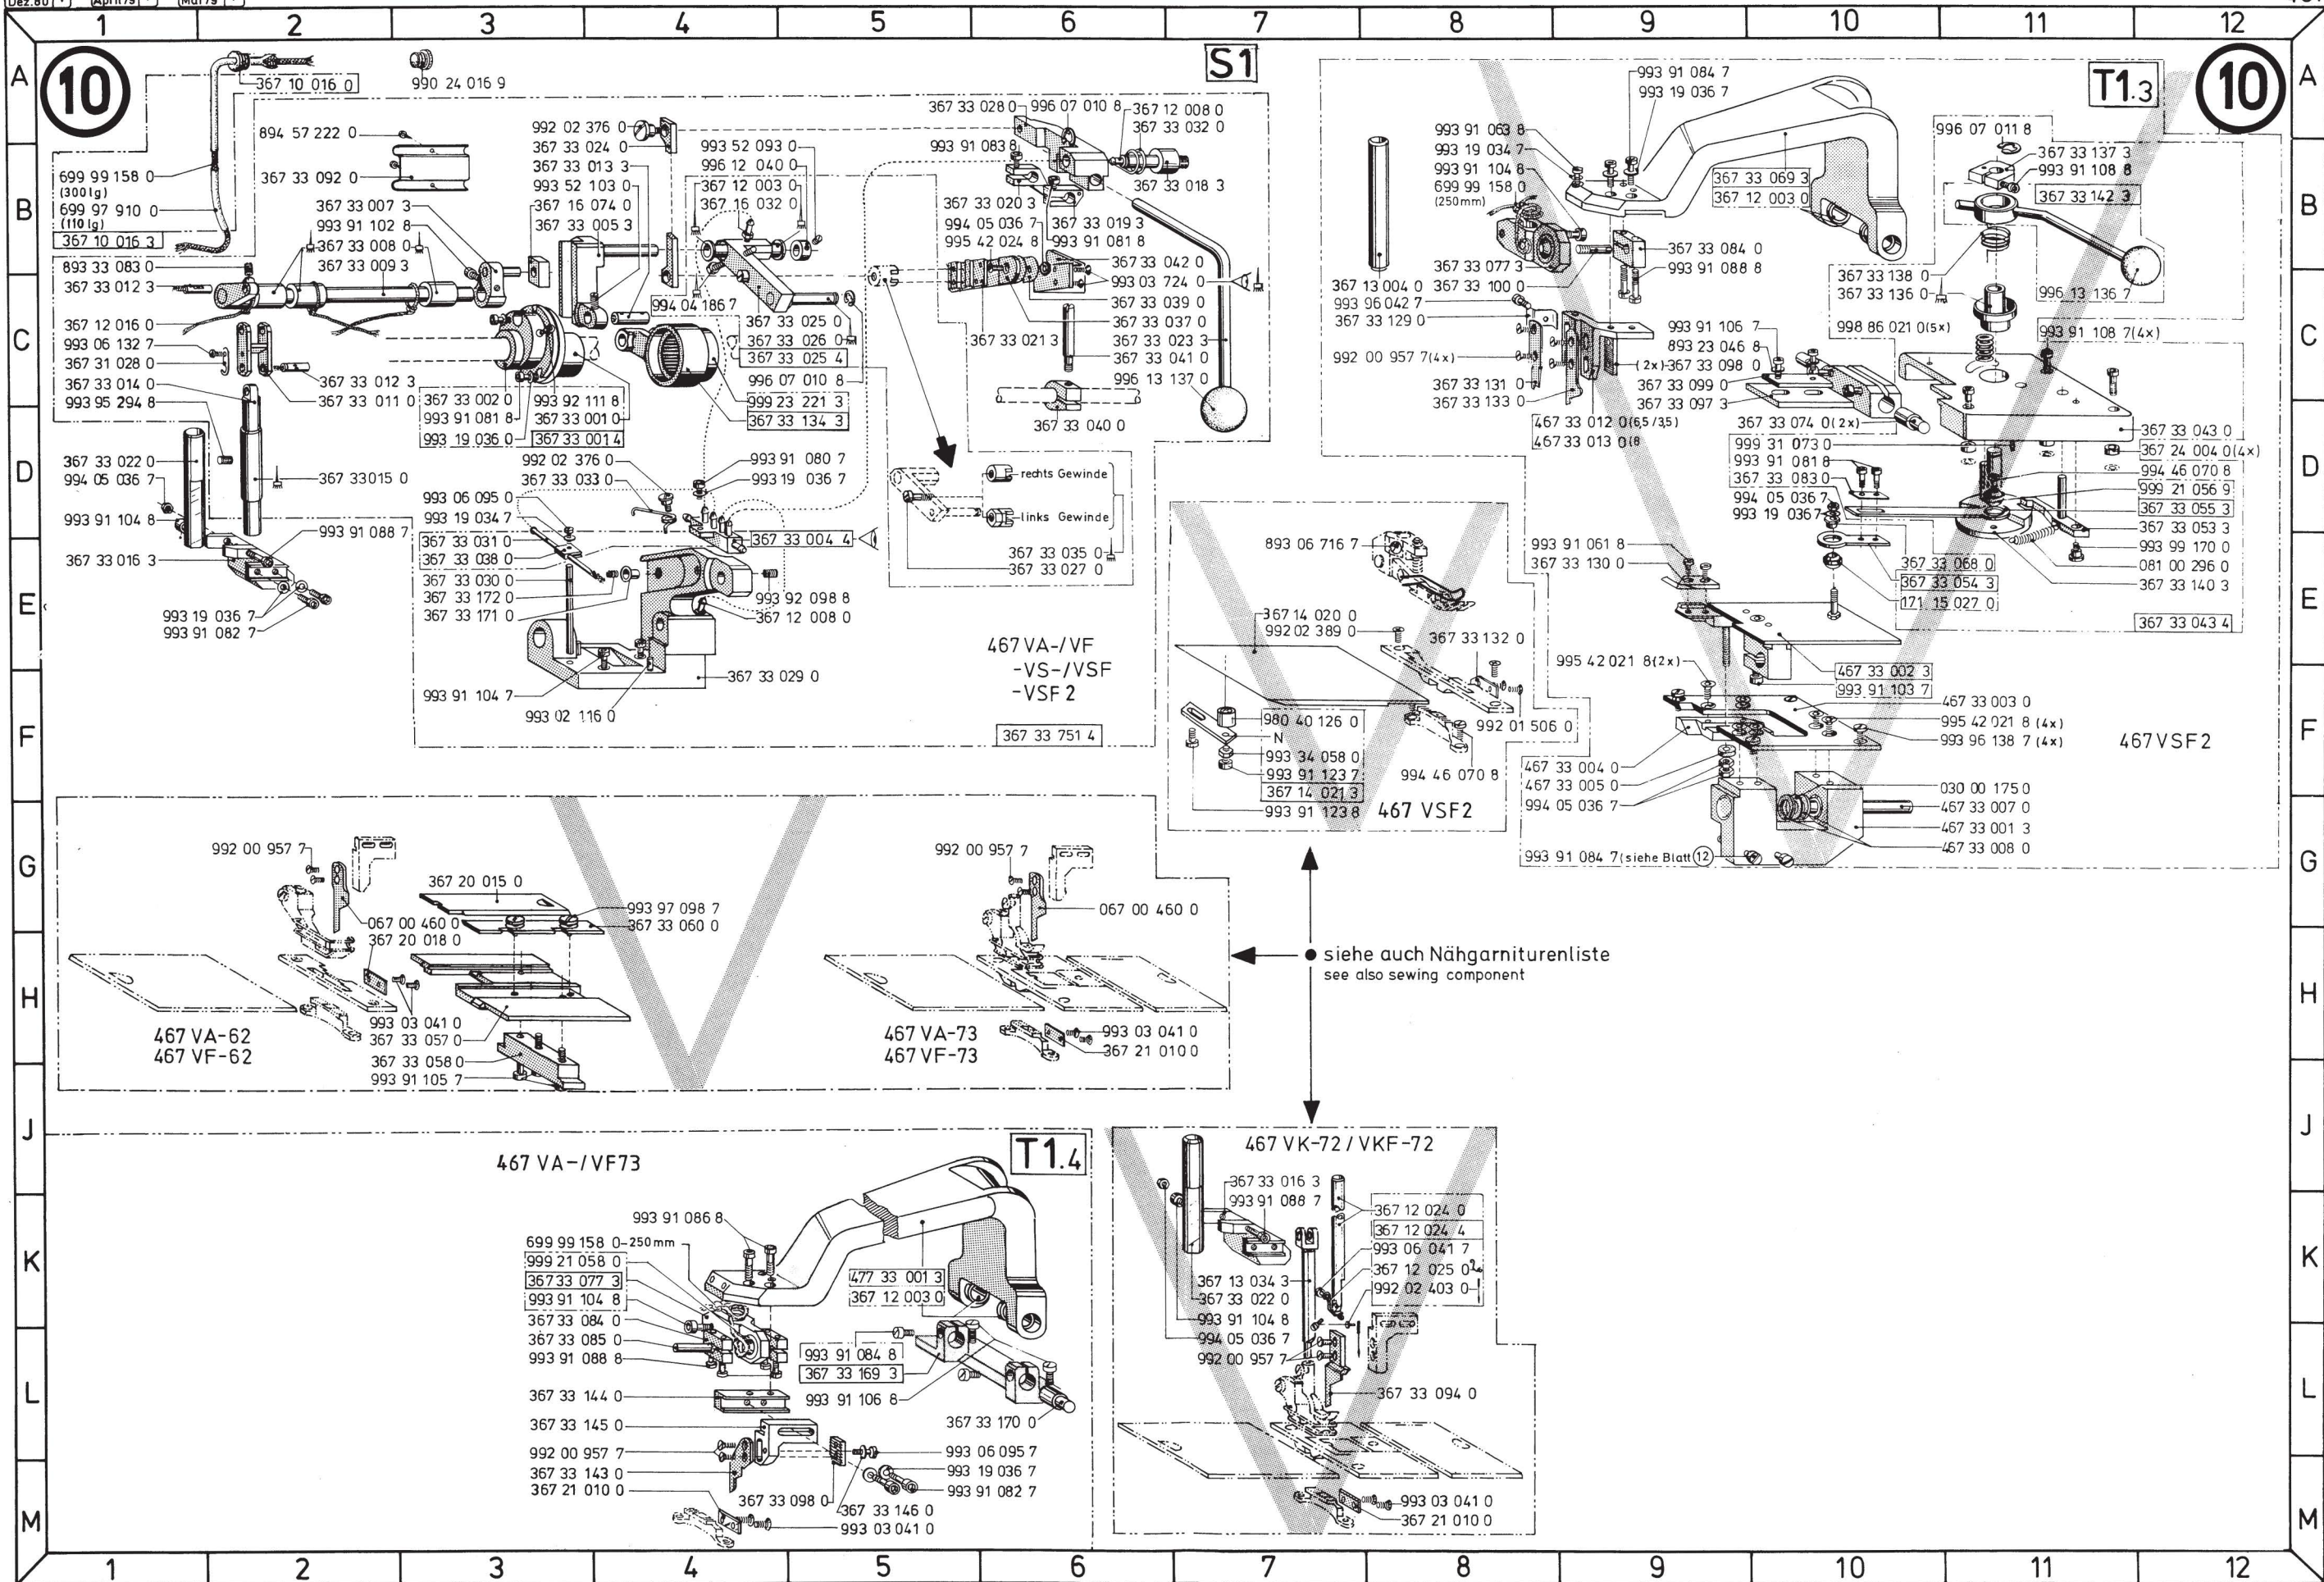 Dez.80
April 79
Mai 79
1 2 3 4 5 6 7 8 9 10 11 12
A
B
C
D
E
F
G
H
J
K
L
M
10
S1
T1.3
10
367 10 016 0
990 24 016 9
894 57 222 0
699 99 158 0
(300 lg)
699 97 910 0
(110 lg)
367 10 016 3
367 33 092 0
367 33 007 3
993 91 102 8
367 33 008 0
367 33 009 3
893 33 083 0
367 33 012 3
367 12 016 0
993 06 132 7
367 31 028 0
367 33 014 0
993 95 294 8
367 33 012 3
367 33 011 0
367 33 022 0
994 05 036 7
993 91 104 8
367 33 016 3
367 33 015 0
993 91 088 7
993 19 036 7
993 91 082 7
992 02 376 0
367 33 024 0
367 33 013 3
993 52 103 0
367 16 074 0
367 33 005 3
993 52 093 0
996 12 040 0
367 12 003 0
367 16 032 0
994 04 186 7
367 33 025 0
367 33 026 0
367 33 025 4
996 07 010 8
999 23 221 3
367 33 134 3
367 33 002 0
993 91 081 8
993 19 036 0
993 92 111 8
367 33 001 0
367 33 001 4
992 02 376 0
367 33 033 0
993 06 095 0
993 19 034 7
367 33 031 0
367 33 038 0
367 33 030 0
367 33 172 0
367 33 171 0
993 91 080 7
993 19 036 7
367 33 004 4
993 92 098 8
367 12 008 0
367 33 029 0
993 91 104 7
993 02 116 0
367 33 028 0
996 07 010 8
367 12 008 0
367 33 032 0
993 91 083 8
367 33 018 3
367 33 020 3
994 05 036 7
995 42 024 8
367 33 019 3
993 91 081 8
367 33 042 0
993 03 724 0
367 33 039 0
367 33 037 0
367 33 023 3
367 33 041 0
996 13 137 0
367 33 021 3
367 33 040 0
rechts Gewinde
links Gewinde
367 33 035 0
367 33 027 0
467 VA-/VF
-VS-/VSF
-VSF 2
367 33 751 4
993 91 084 7
993 19 036 7
993 91 063 8
993 19 034 7
993 91 104 8
699 99 158 0
(250 mm)
367 33 077 3
367 33 100 0
367 13 004 0
993 96 042 7
367 33 129 0
992 00 957 7 (4x)
367 33 131 0
367 33 133 0
367 33 069 3
367 12 003 0
367 33 084 0
993 91 088 8
(2x) 367 33 098 0
467 33 012 0 (6,5 /3,5)
467 33 013 0 (8
993 91 106 7
893 23 046 8
367 33 099 0
367 33 097 3
367 33 074 0 (2x)
996 07 011 8
367 33 137 3
993 91 108 8
367 33 142 3
367 33 138 0
367 33 136 0
996 13 136 7
998 86 021 0 (5x)
993 91 108 7 (4x)
999 31 073 0
993 91 081 8
367 33 083 0
994 05 036 7
993 19 036 7
367 33 043 0
367 24 004 0 (4x)
994 46 070 8
999 21 056 9
367 33 055 3
367 33 053 3
993 99 170 0
081 00 296 0
367 33 140 3
367 33 068 0
367 33 054 3
171 15 027 0
367 33 043 4
993 91 061 8
367 33 130 0
995 42 021 8 (2x)
467 33 002 3
993 91 103 7
467 33 003 0
995 42 021 8 (4x)
993 96 138 7 (4x)
467 VSF2
467 33 004 0
467 33 005 0
994 05 036 7
030 00 175 0
467 33 007 0
467 33 001 3
467 33 008 0
993 91 084 7 (siehe Blatt 12
893 06 716 7
367 14 020 0
992 02 389 0
367 33 132 0
992 01 506 0
980 40 126 0
N
993 34 058 0
993 91 123 7
367 14 021 3
993 91 123 8
994 46 070 8
467 VSF2
992 00 957 7
067 00 460 0
367 20 018 0
367 20 015 0
993 97 098 7
367 33 060 0
993 03 041 0
367 33 057 0
367 33 058 0
993 91 105 7
467 VA-62
467 VF-62
992 00 957 7
067 00 460 0
467 VA-73
467 VF-73
993 03 041 0
367 21 010 0
siehe auch Nähgarniturenliste
see also sewing component
467 VA-/VF73
T1.4
993 91 086 8
699 99 158 0-250mm
999 21 058 0
367 33 077 3
993 91 104 8
367 33 084 0
367 33 085 0
993 91 088 8
367 33 144 0
367 33 145 0
992 00 957 7
367 33 143 0
367 21 010 0
477 33 001 3
367 12 003 0
993 91 084 8
367 33 169 3
993 91 106 8
367 33 170 0
993 06 095 7
993 19 036 7
993 91 082 7
367 33 098 0
367 33 146 0
993 03 041 0
467 VK-72 / VKF-72
367 33 016 3
993 91 088 7
367 12 024 0
367 12 024 4
993 06 041 7
367 12 025 0
992 02 403 0
367 13 034 3
367 33 022 0
993 91 104 8
994 05 036 7
992 00 957 7
367 33 094 0
993 03 041 0
367 21 010 0
A
B
C
D
E
F
G
H
J
K
L
M
1 2 3 4 5 6 7 8 9 10 11 12